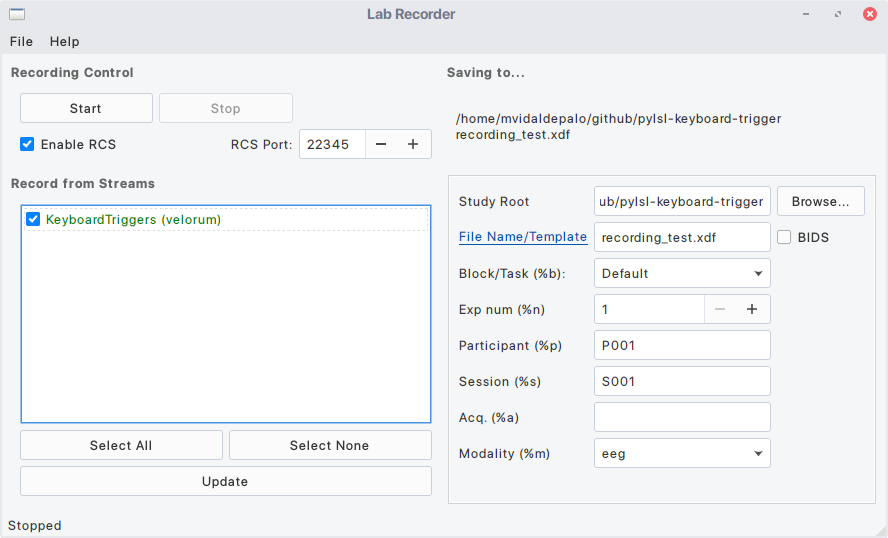 Lab Recorder
File Help
Recording Control
Start Stop
Enable RCS RCS Port: 22345
Record from Streams
KeyboardTriggers (velorum)
Select All Select None
Update
Saving to...
/home/mvidaldepalo/github/pylsl-keyboard-trigger
recording_test.xdf
Study Root ub/pylsl-keyboard-trigger Browse...
File Name/Template recording_test.xdf BIDS
Block/Task (%b): Default
Exp num (%n) 1
Participant (%p) P001
Session (%s) S001
Acq. (%a)
Modality (%m) eeg
Stopped